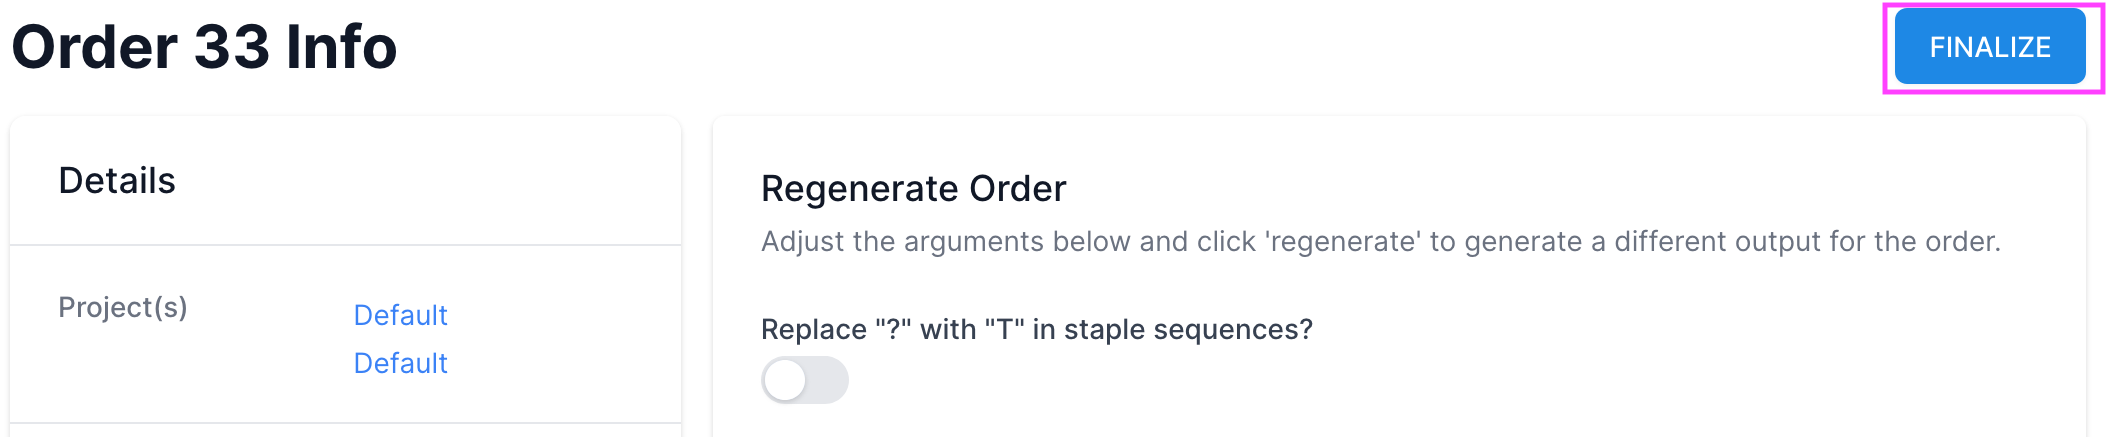 Order 33 Info
FINALIZE
Details
Project(s)
Default
Default
Regenerate Order
Adjust the arguments below and click 'regenerate' to generate a different output for the order.
Replace "?" with "T" in staple sequences?